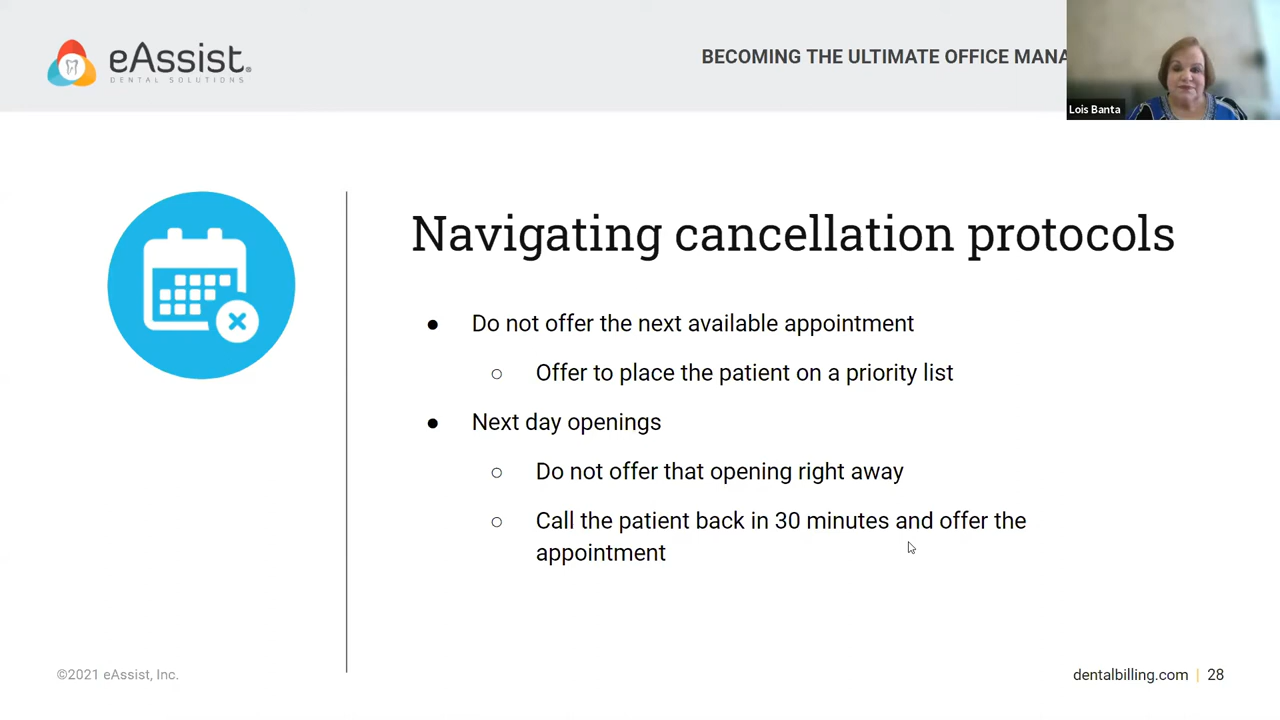 eAssist®
DENTAL SOLUTIONS
BECOMING THE ULTIMATE OFFICE MANA
Lois Banta
Navigating cancellation protocols
● Do not offer the next available appointment
○ Offer to place the patient on a priority list
● Next day openings
○ Do not offer that opening right away
○ Call the patient back in 30 minutes and offer the
appointment
©2021 eAssist, Inc.
dentalbilling.com | 28